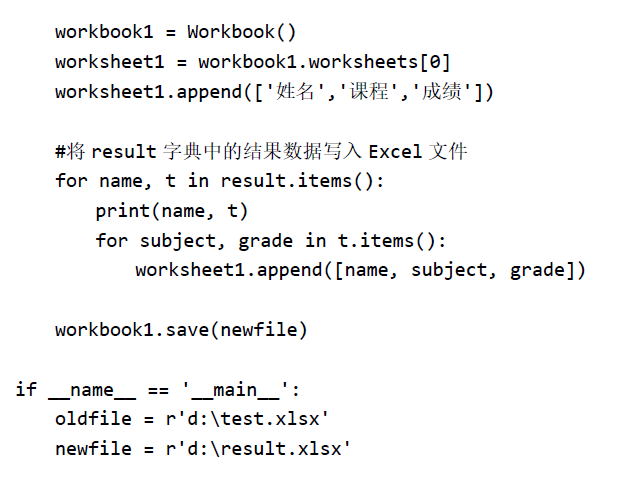 workbook1 = Workbook()
worksheet1 = workbook1.worksheets[0]
worksheet1.append(['姓名','课程','成绩'])
#将 result 字典中的结果数据写入 Excel 文件
for name, t in result.items():
print(name, t)
for subject, grade in t.items():
worksheet1.append([name, subject, grade])
workbook1.save(newfile)
if __name__ == '__main__':
oldfile = r'd:\test.xlsx'
newfile = r'd:\result.xlsx'